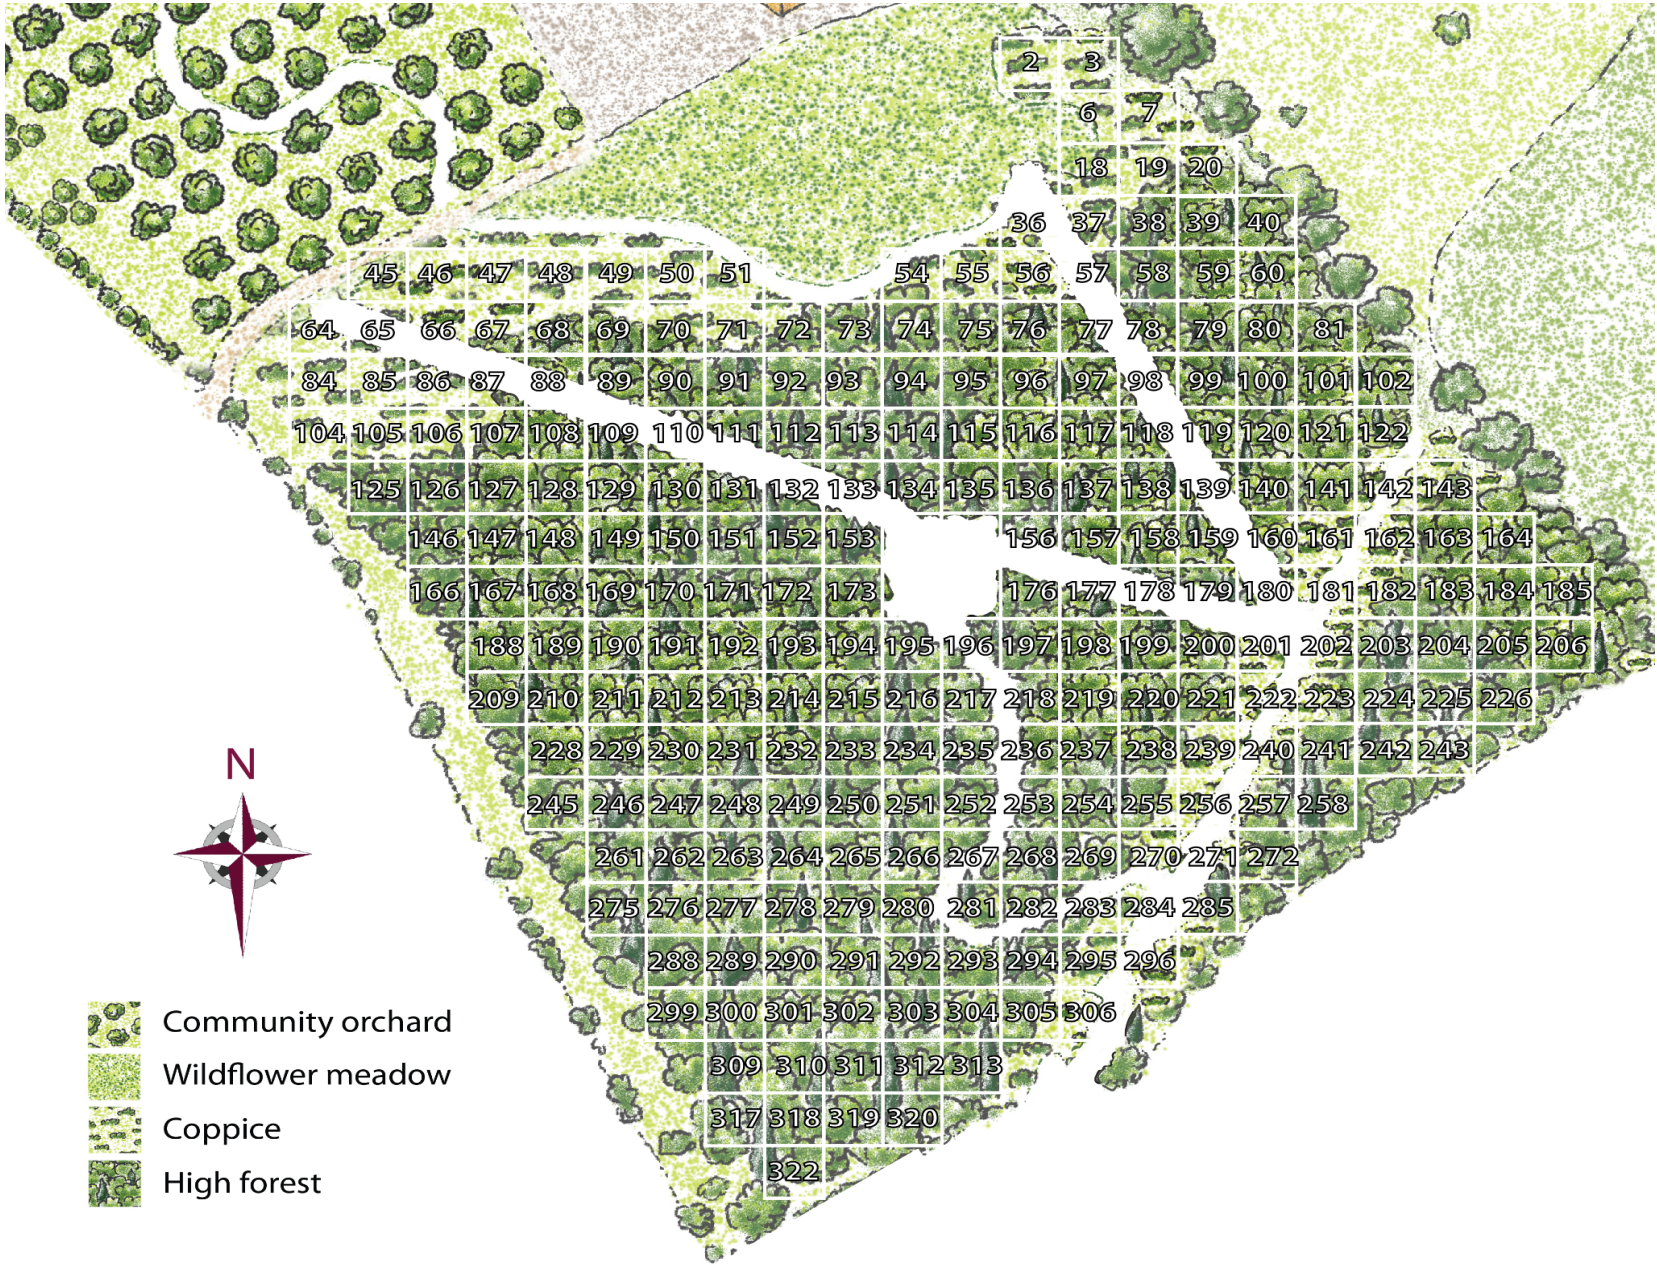 2 3
6 7
18 19 20
36 37 38 39 40
45 46 47 48 49 50 51 54 55 56 57 58 59 60
64 65 66 67 68 69 70 71 72 73 74 75 76 77 78 79 80 81
84 85 86 87 88 89 90 91 92 93 94 95 96 97 98 99 100 101 102
104 105 106 107 108 109 110 111 112 113 114 115 116 117 118 119 120 121 122
125 126 127 128 129 130 131 132 133 134 135 136 137 138 139 140 141 142 143
146 147 148 149 150 151 152 153 156 157 158 159 160 161 162 163 164
166 167 168 169 170 171 172 173 176 177 178 179 180 181 182 183 184 185
188 189 190 191 192 193 194 195 196 197 198 199 200 201 202 203 204 205 206
209 210 211 212 213 214 215 216 217 218 219 220 221 222 223 224 225 226
228 229 230 231 232 233 234 235 236 237 238 239 240 241 242 243
245 246 247 248 249 250 251 252 253 254 255 256 257 258
261 262 263 264 265 266 267 268 269 270 271 272
275 276 277 278 279 280 281 282 283 284 285
288 289 290 291 292 293 294 295 296
299 300 301 302 303 304 305 306
309 310 311 312 313
317 318 319 320
322
N
Community orchard
Wildflower meadow
Coppice
High forest